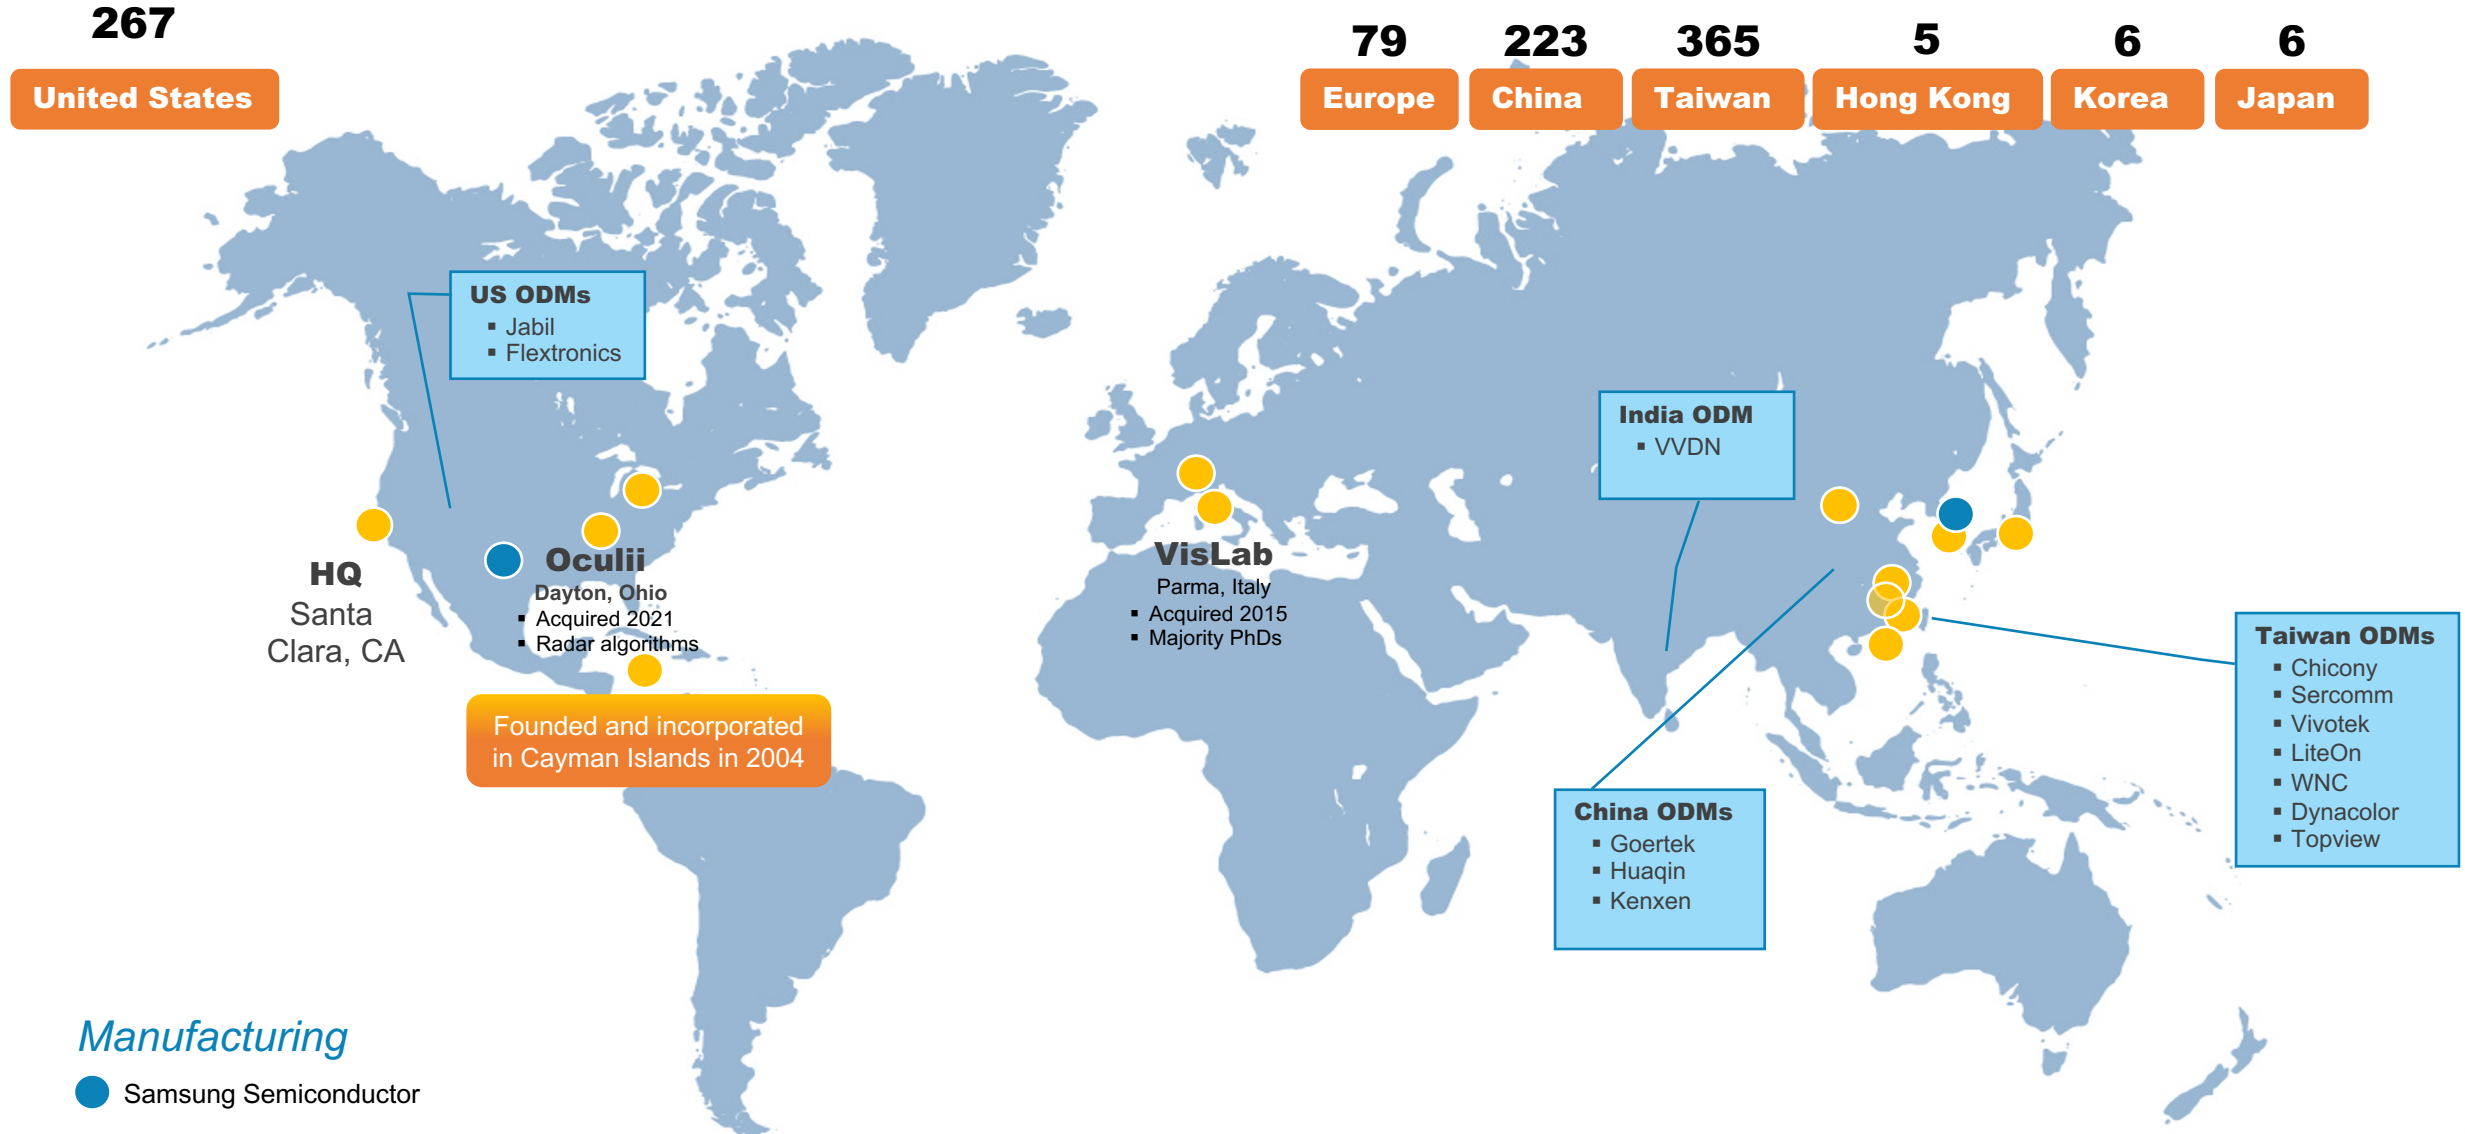 267
United States
79
Europe
223
China
365
Taiwan
5
Hong Kong
6
Korea
6
Japan
US ODMs
▪ Jabil
▪ Flextronics
India ODM
▪ VVDN
HQ
Santa
Clara, CA
Oculii
Dayton, Ohio
▪ Acquired 2021
▪ Radar algorithms
VisLab
Parma, Italy
▪ Acquired 2015
▪ Majority PhDs
Founded and incorporated
in Cayman Islands in 2004
Taiwan ODMs
▪ Chicony
▪ Sercomm
▪ Vivotek
▪ LiteOn
▪ WNC
▪ Dynacolor
▪ Topview
China ODMs
▪ Goertek
▪ Huaqin
▪ Kenxen
Manufacturing
Samsung Semiconductor